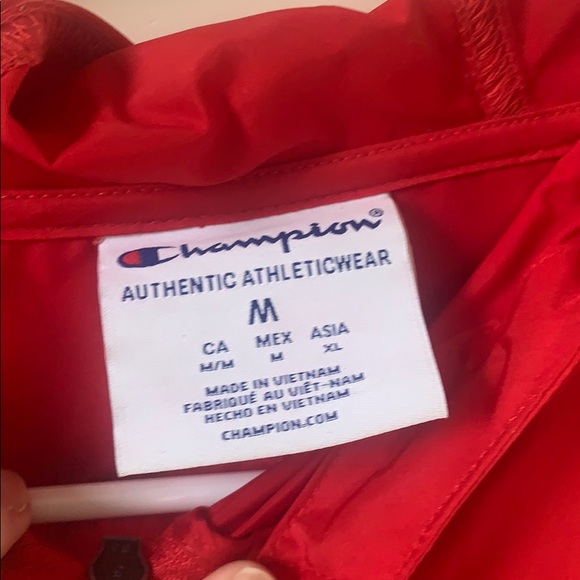 Champion®
AUTHENTIC ATHLETICWEAR
M
CA MEX ASIA
M/M M XL
MADE IN VIETNAM
FABRIQUÉ AU VIÊT-NAM
HECHO EN VIETNAM
CHAMPION.COM